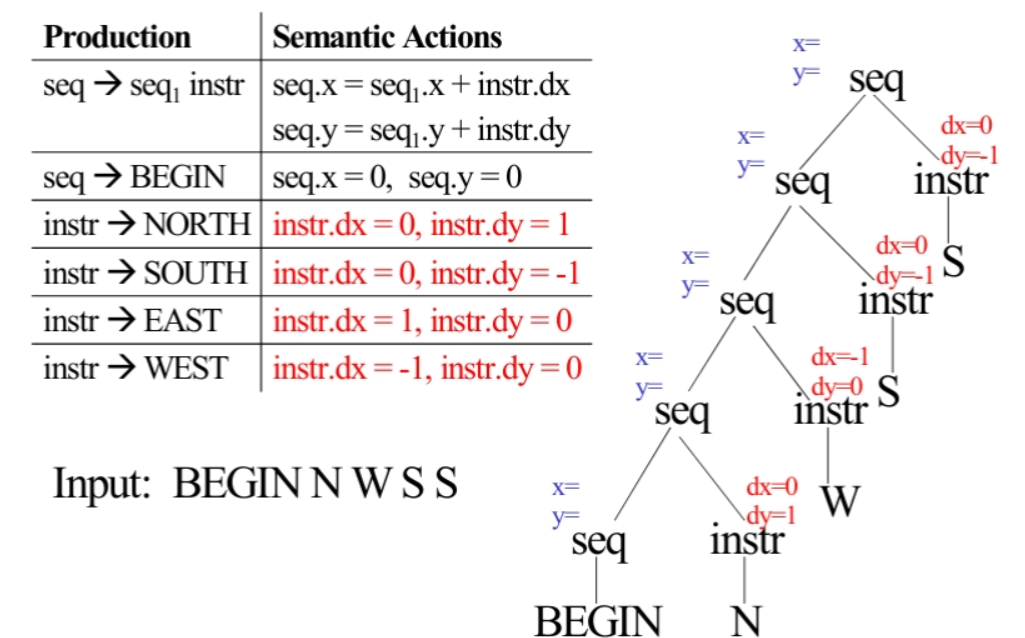 Production Semantic Actions
seq → seq₁ instr seq.x = seq₁.x + instr.dx
seq.y = seq₁.y + instr.dy
seq → BEGIN seq.x = 0, seq.y = 0
instr → NORTH instr.dx = 0, instr.dy = 1
instr → SOUTH instr.dx = 0, instr.dy = -1
instr → EAST instr.dx = 1, instr.dy = 0
instr → WEST instr.dx = -1, instr.dy = 0
Input: BEGIN N W S S
x=
y=
seq
dx=0
dy=-1
instr
S
x=
y=
seq
dx=0
dy=-1
instr
S
x=
y=
seq
dx=-1
dy=0
instr
W
x=
y=
seq
dx=0
dy=1
instr
N
x=
y=
seq
BEGIN